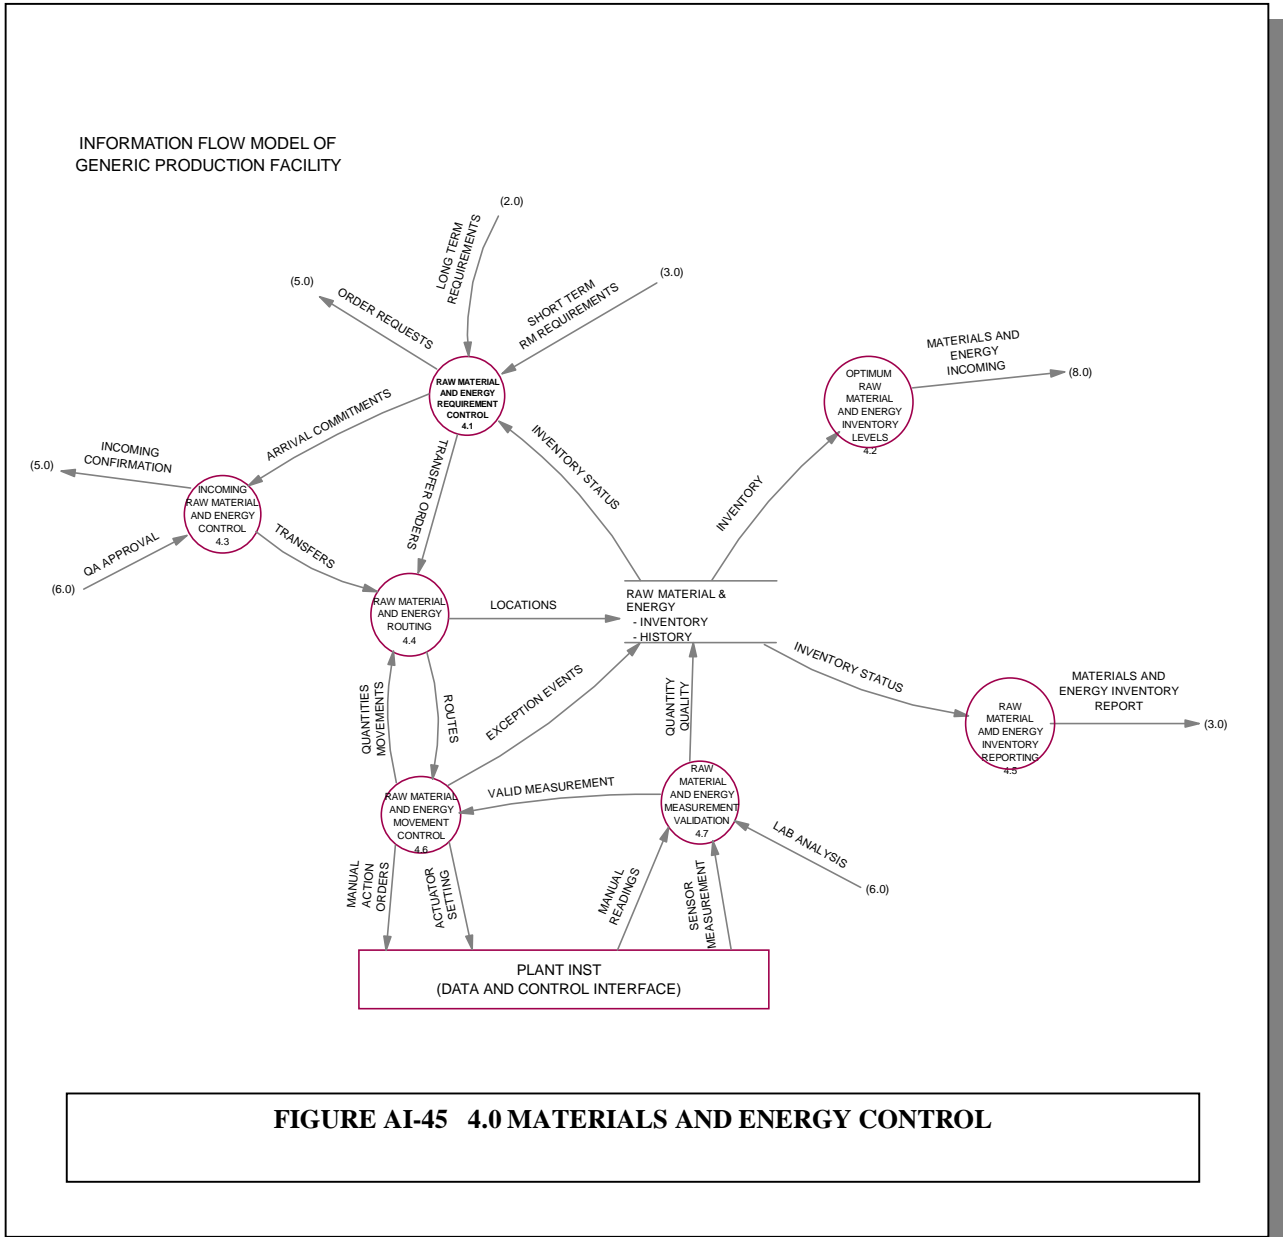 INFORMATION FLOW MODEL OF
GENERIC PRODUCTION FACILITY
(2.0)
LONG TERM
REQUIREMENTS
(5.0)
ORDER REQUESTS
(3.0)
SHORT TERM
RM REQUIREMENTS
RAW MATERIAL
AND ENERGY
REQUIREMENT
CONTROL
4.1
MATERIALS AND
ENERGY
INCOMING
(8.0)
OPTIMUM
RAW
MATERIAL
AND ENERGY
INVENTORY
LEVELS
4.2
ARRIVAL COMMITMENTS
INCOMING
CONFIRMATION
(5.0)
TRANSFER ORDERS
INVENTORY STATUS
INVENTORY
INCOMING
RAW MATERIAL
AND ENERGY
CONTROL
4.3
QA APPROVAL
(6.0)
TRANSFERS
RAW MATERIAL
AND ENERGY
ROUTING
4.4
LOCATIONS
RAW MATERIAL &
ENERGY
- INVENTORY
- HISTORY
INVENTORY STATUS
MATERIALS AND
ENERGY INVENTORY
REPORT
(3.0)
RAW
MATERIAL
AMD ENERGY
INVENTORY
REPORTING
4.5
QUANTITIES
MOVEMENTS
ROUTES
EXCEPTION EVENTS
QUANTITY
QUALITY
RAW MATERIAL
AND ENERGY
MOVEMENT
CONTROL
4.6
VALID MEASUREMENT
RAW
MATERIAL
AND ENERGY
MEASUREMENT
VALIDATION
4.7
LAB ANALYSIS
(6.0)
MANUAL
ACTION
ORDERS
ACTUATOR
SETTING
MANUAL
READINGS
SENSOR
MEASUREMENT
PLANT INST
(DATA AND CONTROL INTERFACE)
FIGURE AI-45 4.0 MATERIALS AND ENERGY CONTROL